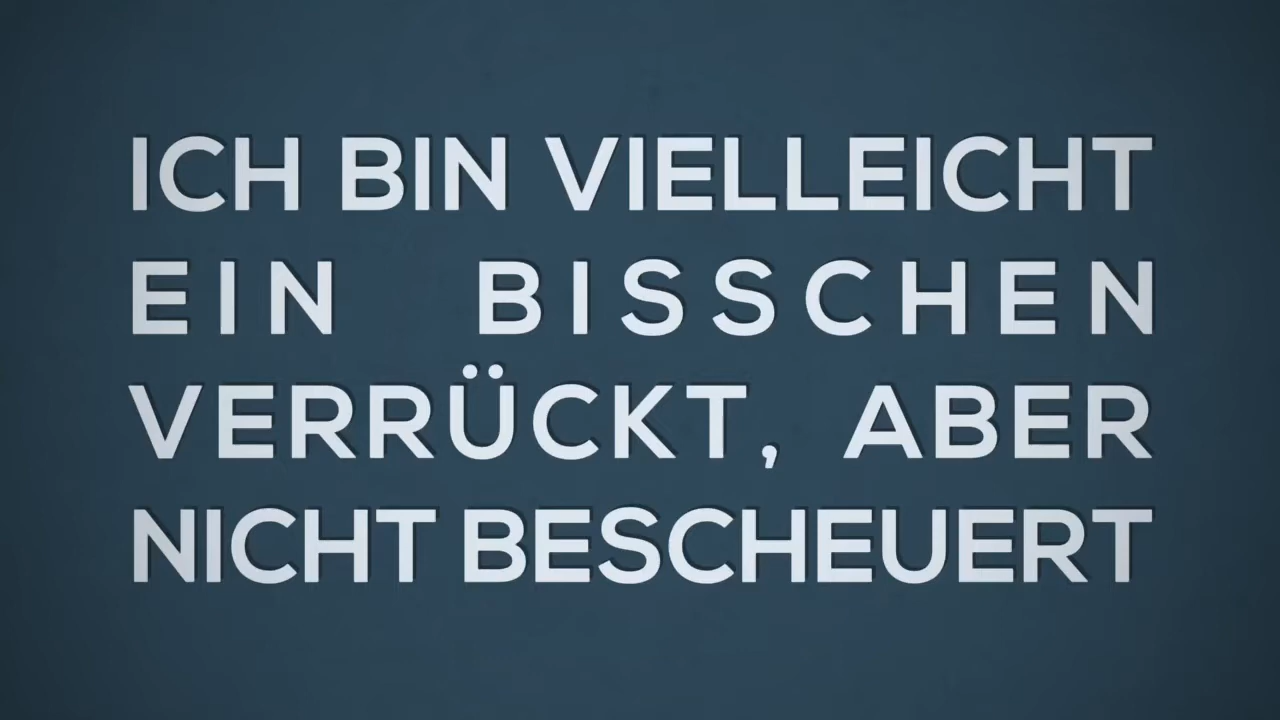 ICH BIN VIELLEICHT
EIN BISSCHEN
VERRÜCKT, ABER
NICHT BESCHEUERT